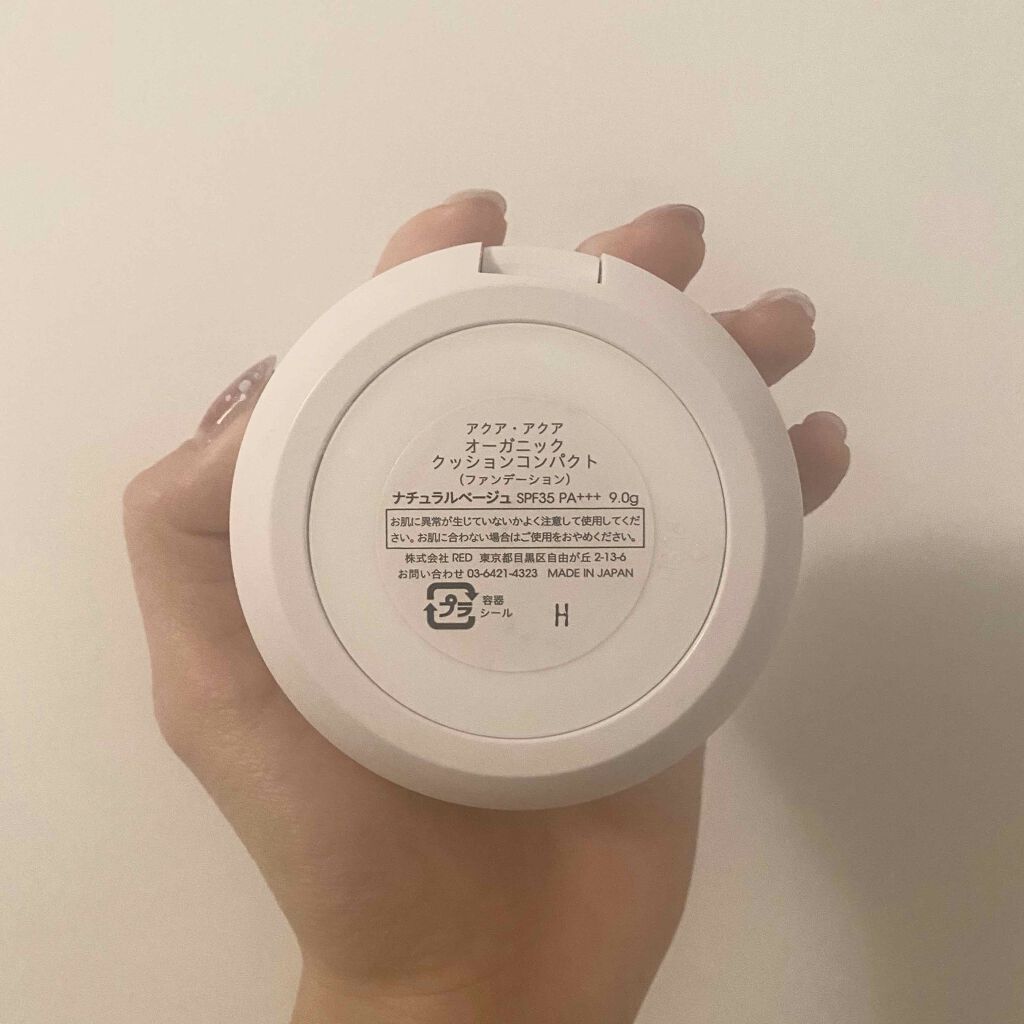 アクア・アクア
オーガニック
クッションコンパクト
(ファンデーション)
ナチュラルベージュ SPF35 PA+++ 9.0g
お肌に異常が生じていないかよく注意して使用してくだ
さい。お肌に合わない場合はご使用をおやめください。
株式会社 RED 東京都目黒区自由が丘 2-13-6
お問い合わせ 03-6421-4323 MADE IN JAPAN
プラ 容器
シール
H